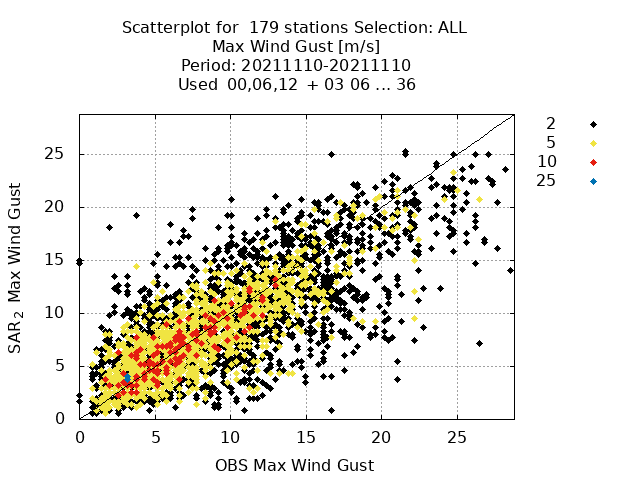 Scatterplot for  179 stations Selection: ALL
Max Wind Gust [m/s]
Period: 20211110-20211110
Used  00,06,12  + 03 06 ... 36
2
5
10
25
25
20
15
10
5
0
SAR2  Max Wind Gust
0 5 10 15 20 25
OBS Max Wind Gust